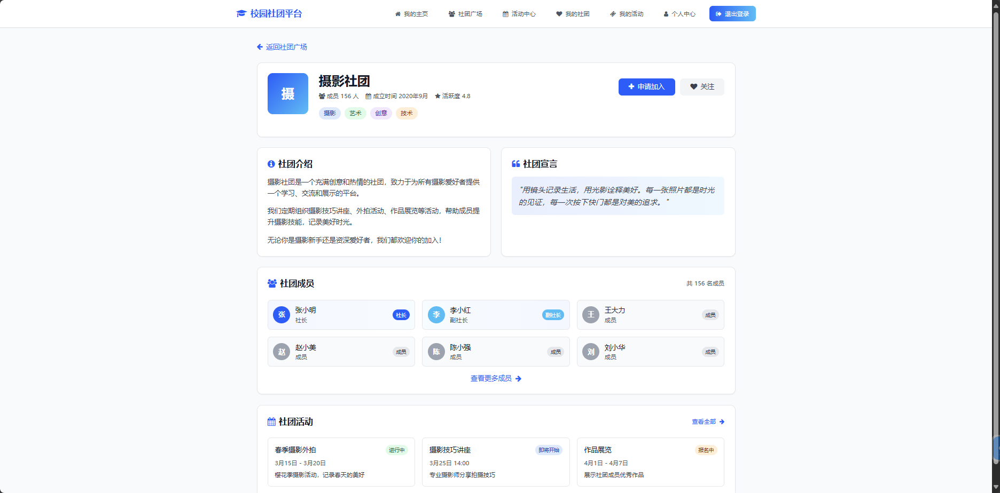 校园社团平台
我的主页
社团广场
活动中心
我的社团
我的活动
个人中心
退出登录
返回社团广场
摄
摄影社团
成员 156 人 成立时间 2020年9月 活跃度 4.8
摄影 艺术 创意 技术
申请加入
关注
社团介绍
摄影社团是一个充满创意和热情的社团，致力于为所有摄影爱好者提供
一个学习、交流和展示的平台。
我们定期组织摄影技巧讲座、外拍活动、作品展览等活动，帮助成员提
升摄影技能，记录美好时光。
无论你是摄影新手还是资深爱好者，我们都欢迎你的加入！
社团宣言
"用镜头记录生活，用光影诠释美好。每一张照片都是时光
的见证，每一次按下快门都是对美的追求。"
社团成员
共 156 名成员
张
张小明
社长
社长
李
李小红
副社长
副社长
王
王大力
成员
成员
赵
赵小美
成员
成员
陈
陈小强
成员
成员
刘
刘小华
成员
成员
查看更多成员
社团活动
查看全部
春季摄影外拍
进行中
3月15日 - 3月20日
樱花季摄影活动，记录春天的美好
摄影技巧讲座
即将开始
3月25日 14:00
专业摄影师分享拍摄技巧
作品展览
报名中
4月1日 - 4月7日
展示社团成员优秀作品